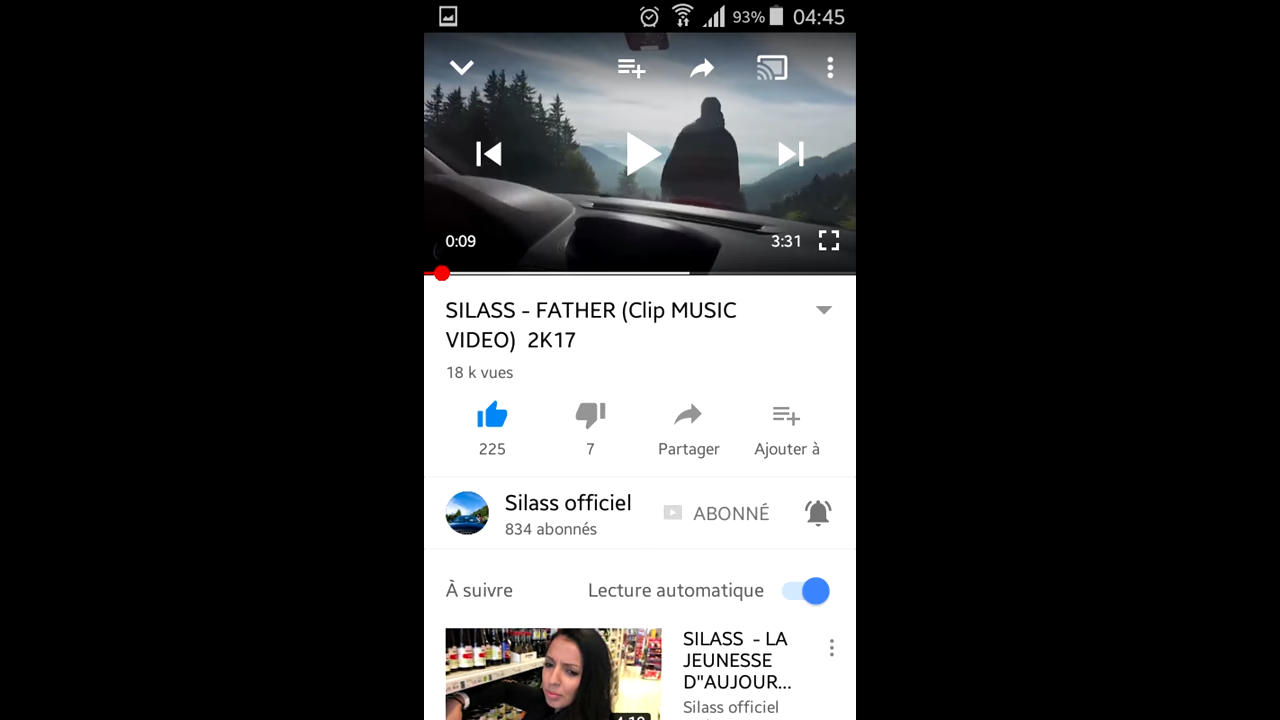 93% 04:45
0:09 3:31
SILASS - FATHER (Clip MUSIC
VIDEO) 2K17
18 k vues
225 7 Partager Ajouter à
Silass officiel
834 abonnés
ABONNÉ
À suivre Lecture automatique
SILASS - LA
JEUNESSE
D"AUJOUR...
Silass officiel